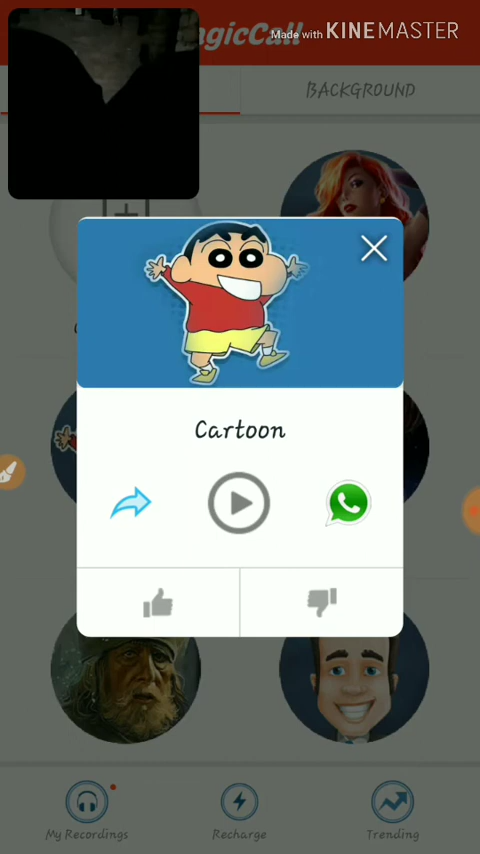 agicCall
Made with KINEMASTER
BACKGROUND
Cartoon
My Recordings
Recharge
Trending